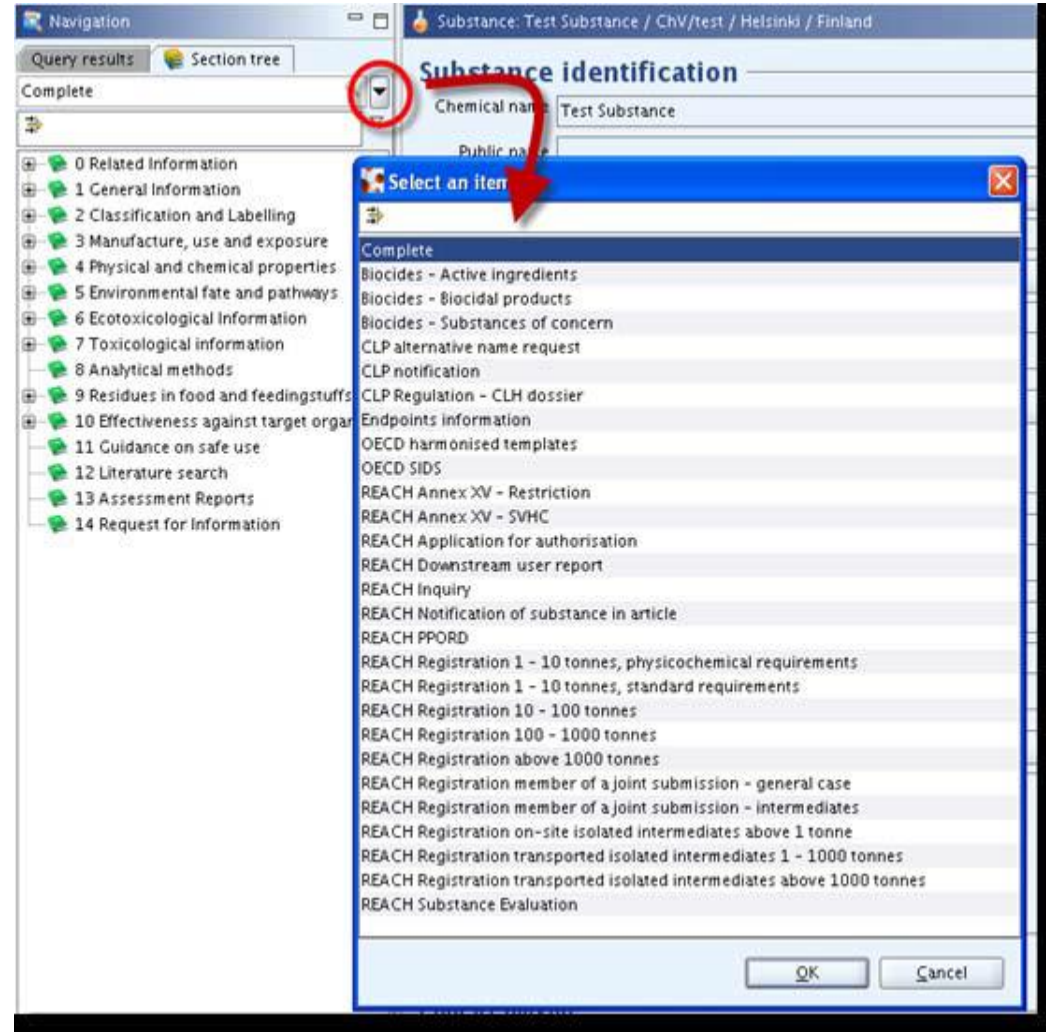 Navigation
Substance: Test Substance / ChV/test / Helsinki / Finland
Query results
Section tree
Substance identification
Complete
Chemical name
Test Substance
Public name
0 Related Information
1 General Information
2 Classification and Labelling
3 Manufacture, use and exposure
4 Physical and chemical properties
5 Environmental fate and pathways
6 Ecotoxicological Information
7 Toxicological information
8 Analytical methods
9 Residues in food and feedingstuffs
10 Effectiveness against target organ
11 Guidance on safe use
12 Literature search
13 Assessment Reports
14 Request for Information
Select an item
Complete
Biocides - Active ingredients
Biocides - Biocidal products
Biocides - Substances of concern
CLP alternative name request
CLP notification
CLP Regulation - CLH dossier
Endpoints information
OECD harmonised templates
OECD SIDS
REACH Annex XV - Restriction
REACH Annex XV - SVHC
REACH Application for authorisation
REACH Downstream user report
REACH Inquiry
REACH Notification of substance in article
REACH PPORD
REACH Registration 1 - 10 tonnes, physicochemical requirements
REACH Registration 1 - 10 tonnes, standard requirements
REACH Registration 10 - 100 tonnes
REACH Registration 100 - 1000 tonnes
REACH Registration above 1000 tonnes
REACH Registration member of a joint submission - general case
REACH Registration member of a joint submission - intermediates
REACH Registration on-site isolated intermediates above 1 tonne
REACH Registration transported isolated intermediates 1 - 1000 tonnes
REACH Registration transported isolated intermediates above 1000 tonnes
REACH Substance Evaluation
OK
Cancel